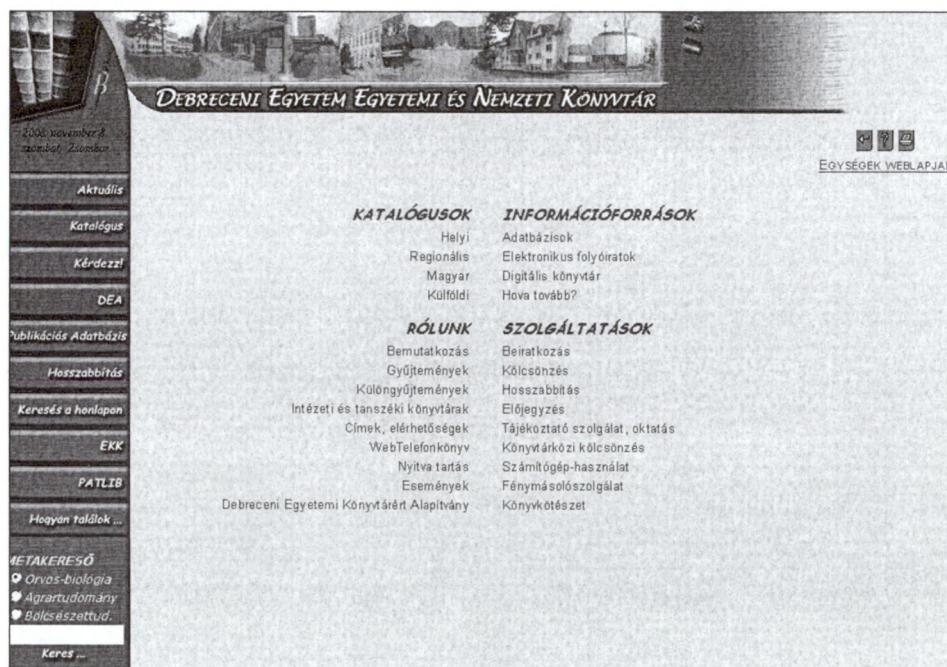 DEBRECENI EGYETEM EGYETEMI ÉS NEMZETI KÖNYVTÁR
2008. november 8.
szombat, Zsombor
EGYSÉGEK WEBLAPJAI
Aktuális
Katalógus
Kérdezz!
DEA
Publikációs Adatbázis
Hosszabbítás
Keresés a honlapon
EKK
PATLIB
Hogyan találok ...
METAKERESŐ
Orvos-biológia
Agrártudomány
Bölcsészettud.
Keres ...
KATALÓGUSOK
Helyi
Regionális
Magyar
Külföldi
INFORMÁCIÓFORRÁSOK
Adatbázisok
Elektronikus folyóiratok
Digitális könyvtár
Hova tovább?
RÓLUNK
Bemutatkozás
Gyűjtemények
Különgyűjtemények
Intézeti és tanszéki könyvtárak
Címek, elérhetőségek
WebTelefonkönyv
Nyitva tartás
Események
Debreceni Egyetemi Könyvtárért Alapítvány
SZOLGÁLTATÁSOK
Beiratkozás
Kölcsönzés
Hosszabbítás
Előjegyzés
Tájékoztató szolgálat, oktatás
Könyvtárközi kölcsönzés
Számítógép-használat
Fénymásolószolgálat
Könyvkötészet